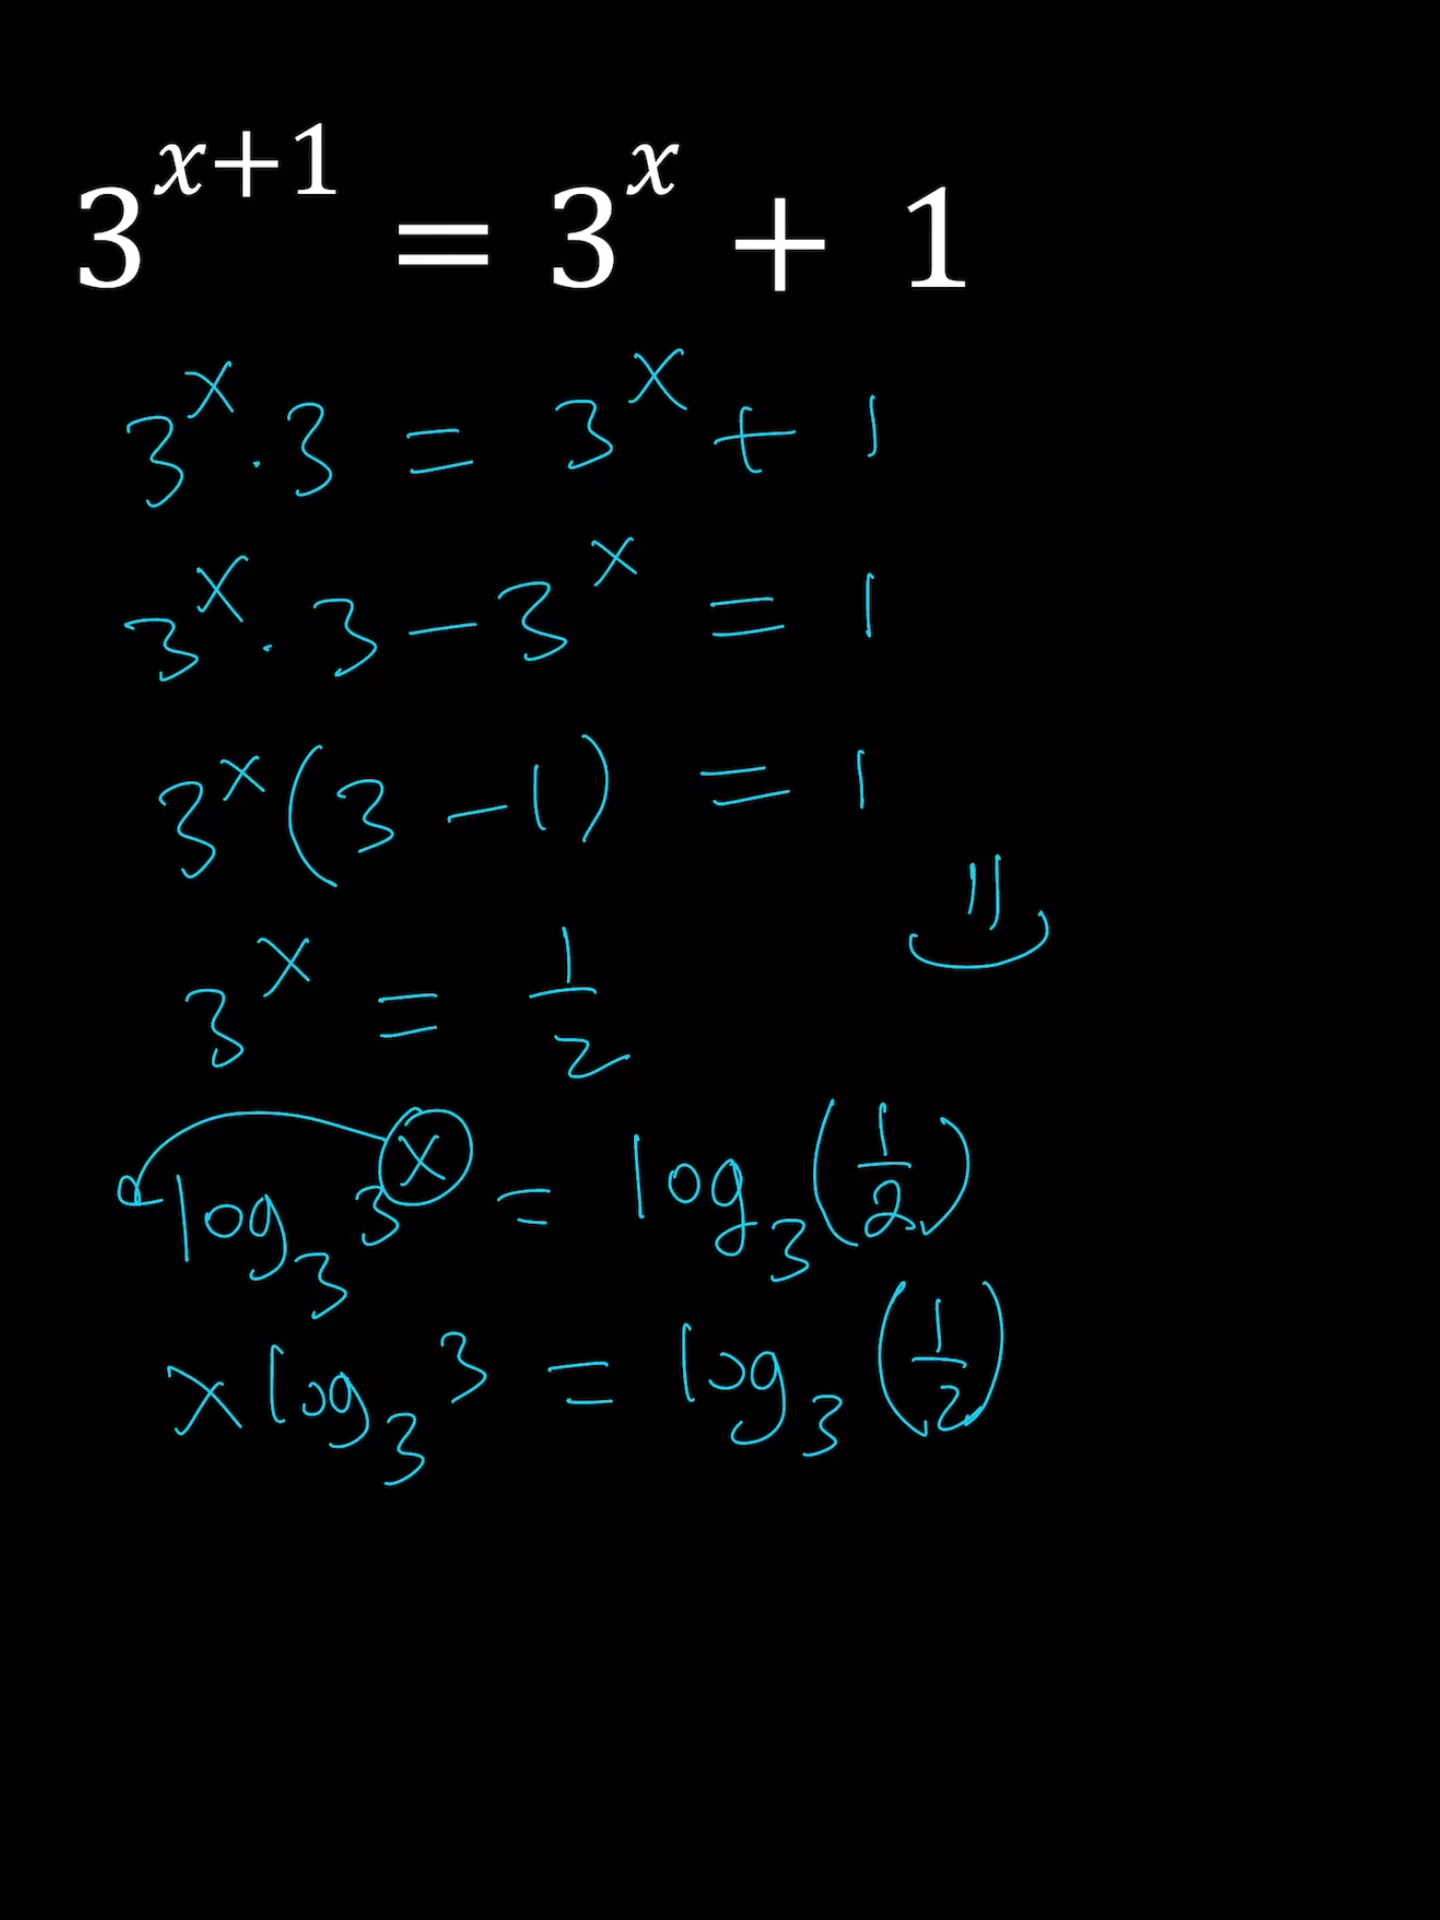 3^{x+1} = 3^x + 1
3^x · 3 = 3^x + 1
3^x · 3 − 3^x = 1
3^x (3 − 1) = 1
3^x = 1/2
log_3 3^x = log_3 (1/2)
x log_3 3 = log_3 (1/2)